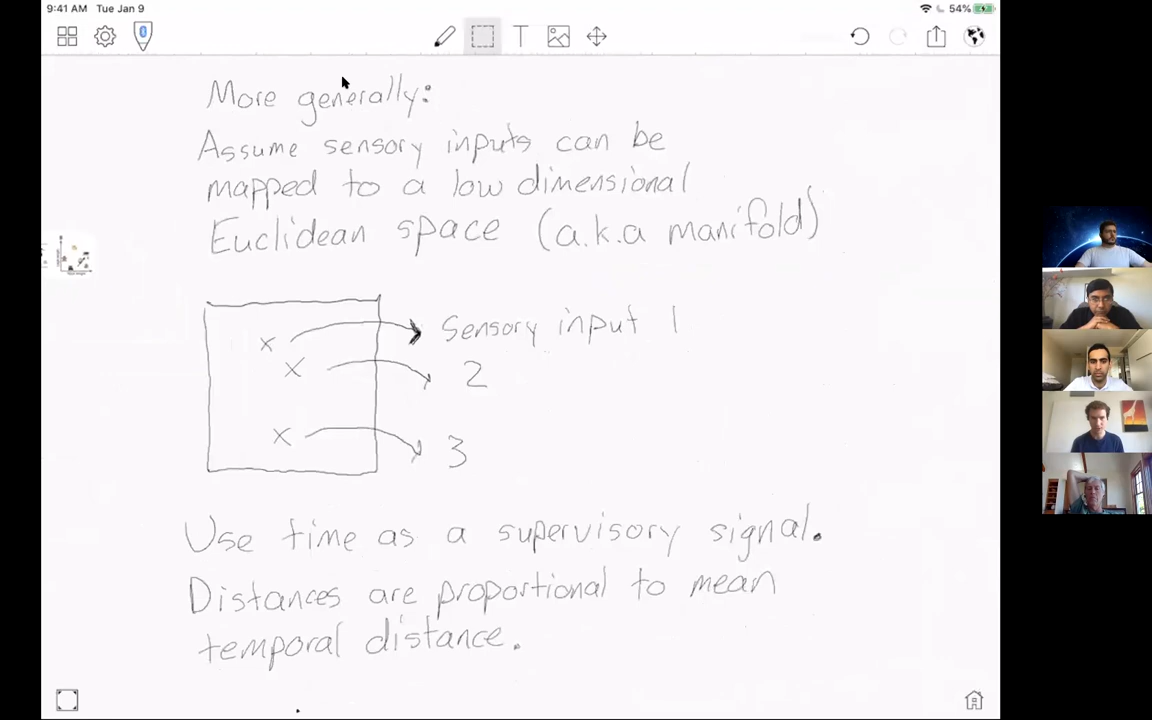 9:41 AM Tue Jan 9
54%
T
More generally:
Assume sensory inputs can be
mapped to a low dimensional
Euclidean space (a.k.a manifold)
x
Sensory input 1
x
2
x
3
Use time as a supervisory signal.
Distances are proportional to mean
temporal distance.